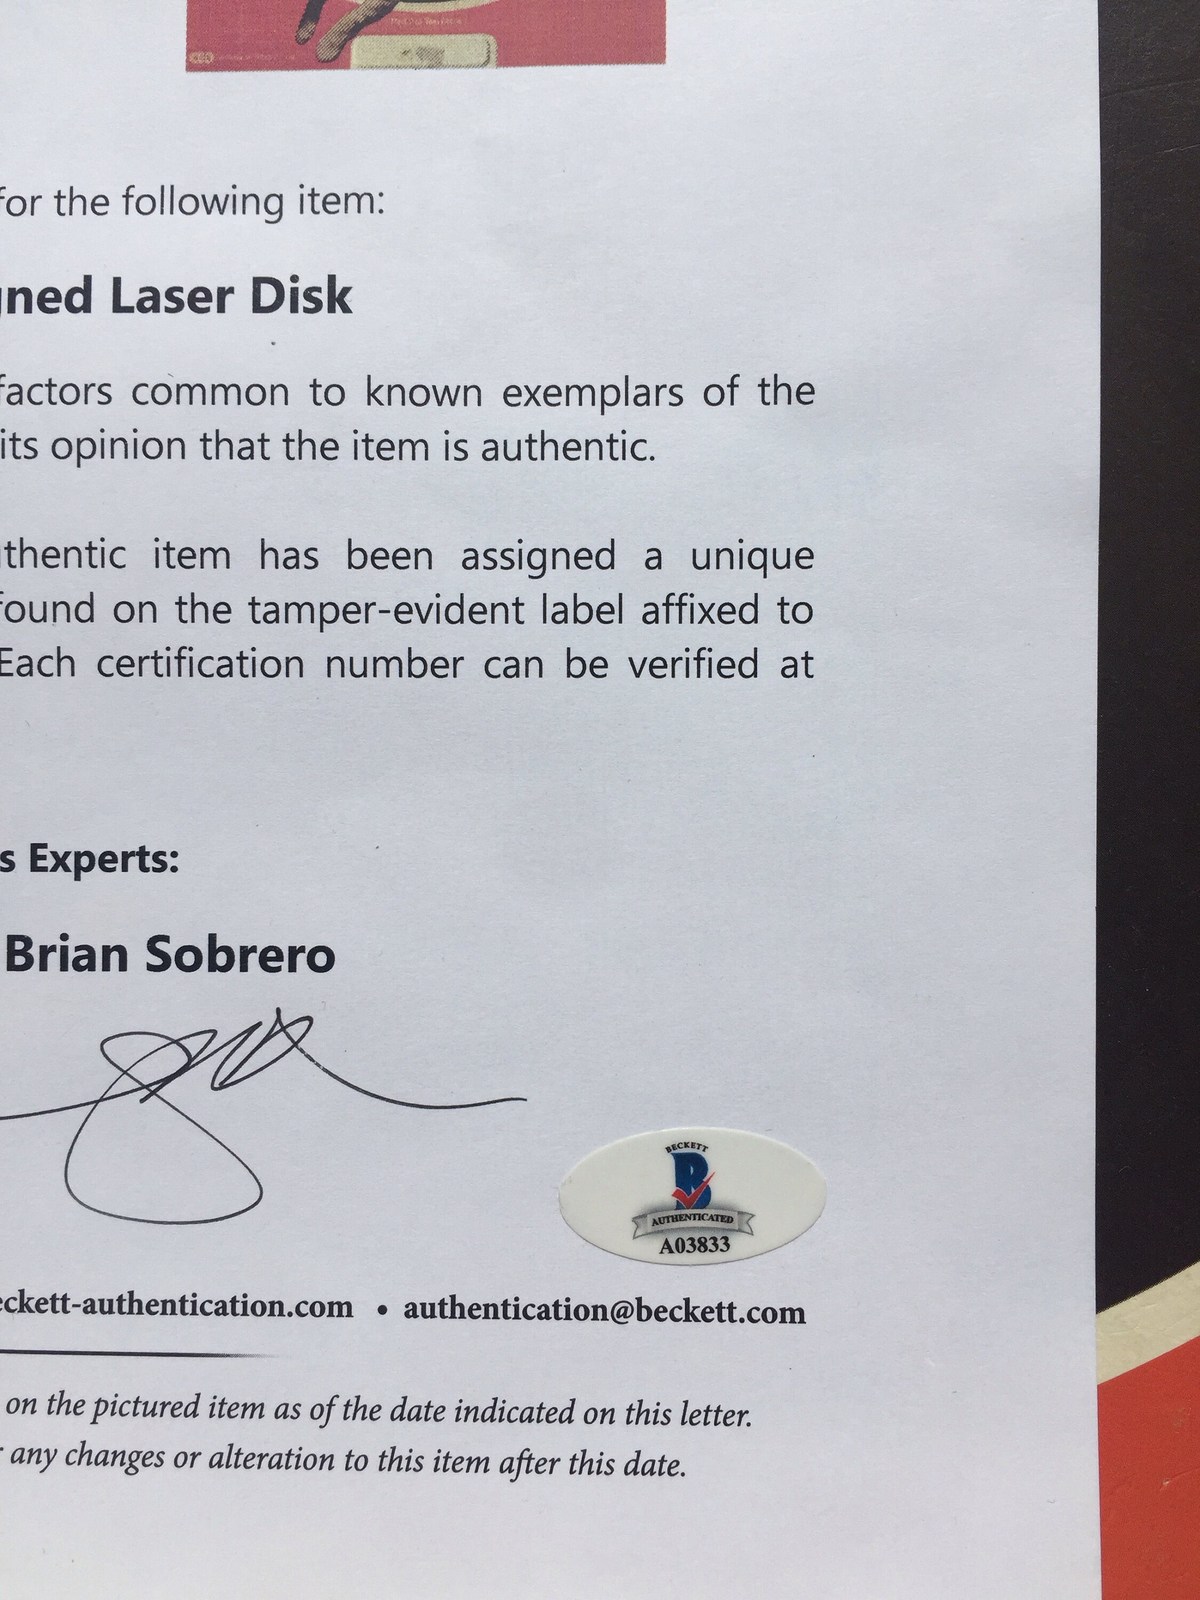 for the following item:
gned Laser Disk
factors common to known exemplars of the
its opinion that the item is authentic.
thentic item has been assigned a unique
found on the tamper-evident label affixed to
Each certification number can be verified at
s Experts:
Brian Sobrero
BECKETT
B
AUTHENTICATED
A03833
eckett-authentication.com • authentication@beckett.com
on the pictured item as of the date indicated on this letter.
any changes or alteration to this item after this date.